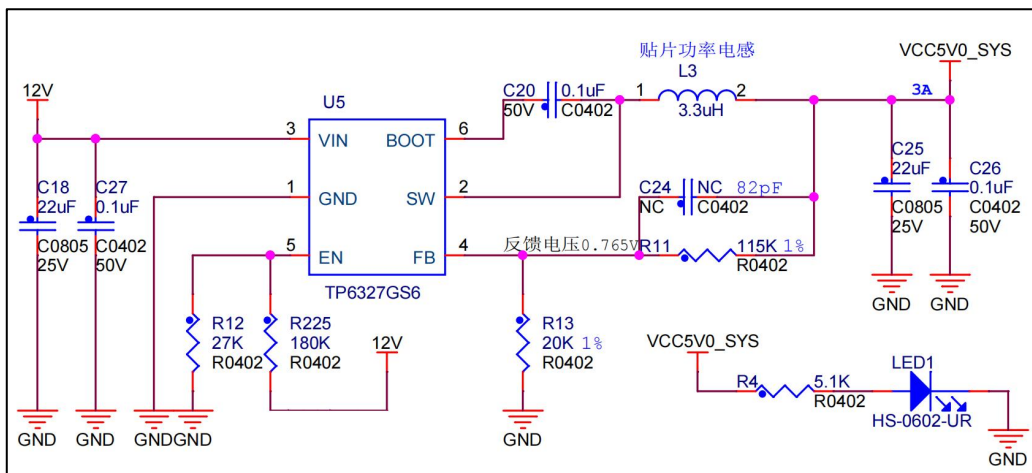 贴片功率电感
L3
1
2
3.3uH
VCC5V0_SYS
3A
12V
U5
C20
50V
0.1uF
C0402
3
VIN
BOOT
6
1
GND
SW
2
5
EN
FB
4
TP6327GS6
C18
22uF
C0805
25V
C27
0.1uF
C0402
50V
C24
NC
NC
82pF
C0402
反馈电压0.765V
R11
115K
1%
R0402
C25
22uF
C0805
25V
C26
0.1uF
C0402
50V
GND
GND
R12
27K
R0402
R225
180K
R0402
12V
R13
20K
1%
R0402
VCC5V0_SYS
R4
5.1K
R0402
LED1
HS-0602-UR
GND
GND
GND
GND
GND
GND
GND